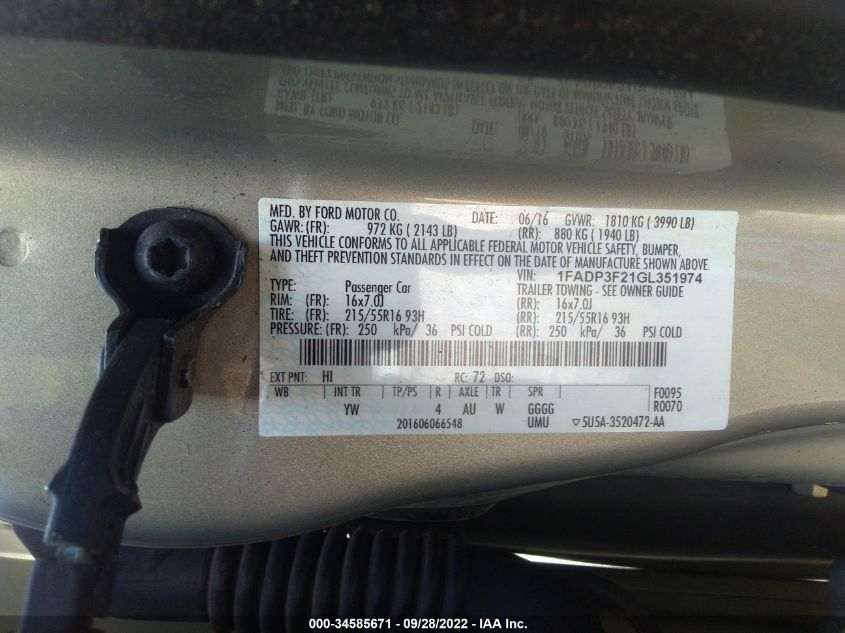 MFD. BY FORD MOTOR CO. DATE: 06/16 GVWR: 1810 KG ( 3990 LB)
GAWR: (FR): 972 KG ( 2143 LB) (RR): 880 KG ( 1940 LB)
THIS VEHICLE CONFORMS TO ALL APPLICABLE FEDERAL MOTOR VEHICLE SAFETY, BUMPER,
AND THEFT PREVENTION STANDARDS IN EFFECT ON THE DATE OF MANUFACTURE SHOWN ABOVE.
VIN: 1FADP3F21GL351974
TYPE: Passenger Car TRAILER TOWING - SEE OWNER GUIDE
RIM: (FR): 16x7.0J (RR): 16x7.0J
TIRE: (FR): 215/55R16 93H (RR): 215/55R16 93H
PRESSURE: (FR): 250 kPa/ 36 PSI COLD (RR): 250 kPa/ 36 PSI COLD
EXT PNT: HI RC: 72 DSO: F0095
WB INT TR TP/PS R AXLE TR SPR R0070
YW 4 AU W GGGG
201606066548 UMU ▽5U5A-3520472-AA
000-34585671 / 09/28/2022 - IAA Inc.